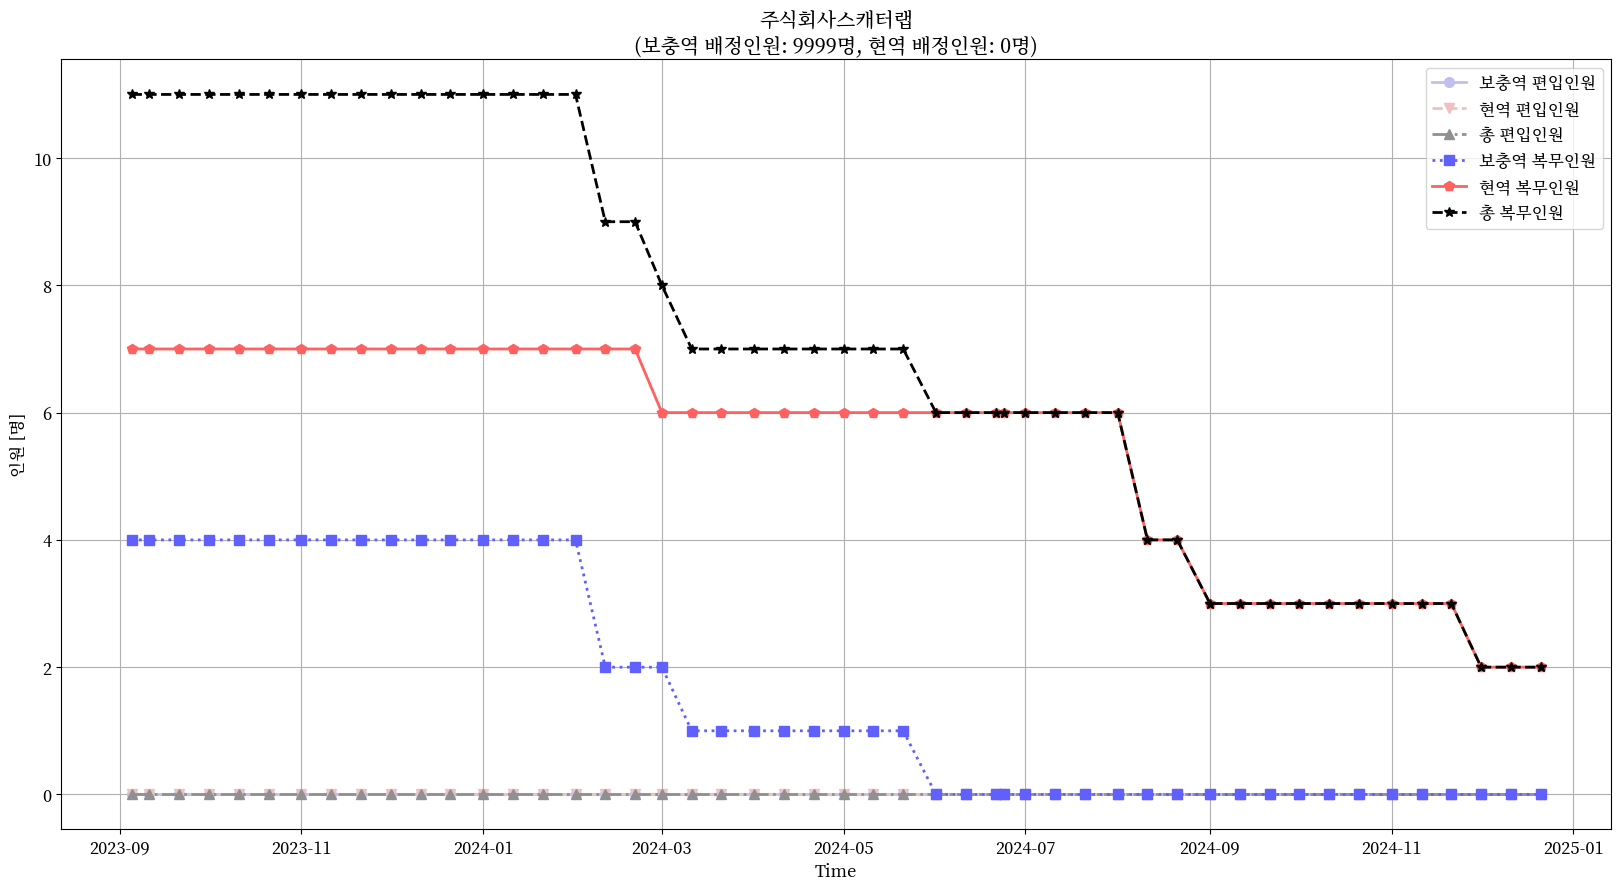 주식회사스캐터랩
(보충역 배정인원: 9999명, 현역 배정인원: 0명)
보충역 편입인원
현역 편입인원
총 편입인원
보충역 복무인원
현역 복무인원
총 복무인원
인원 [명]
10
8
6
4
2
0
2023-09
2023-11
2024-01
2024-03
2024-05
2024-07
2024-09
2024-11
2025-01
Time